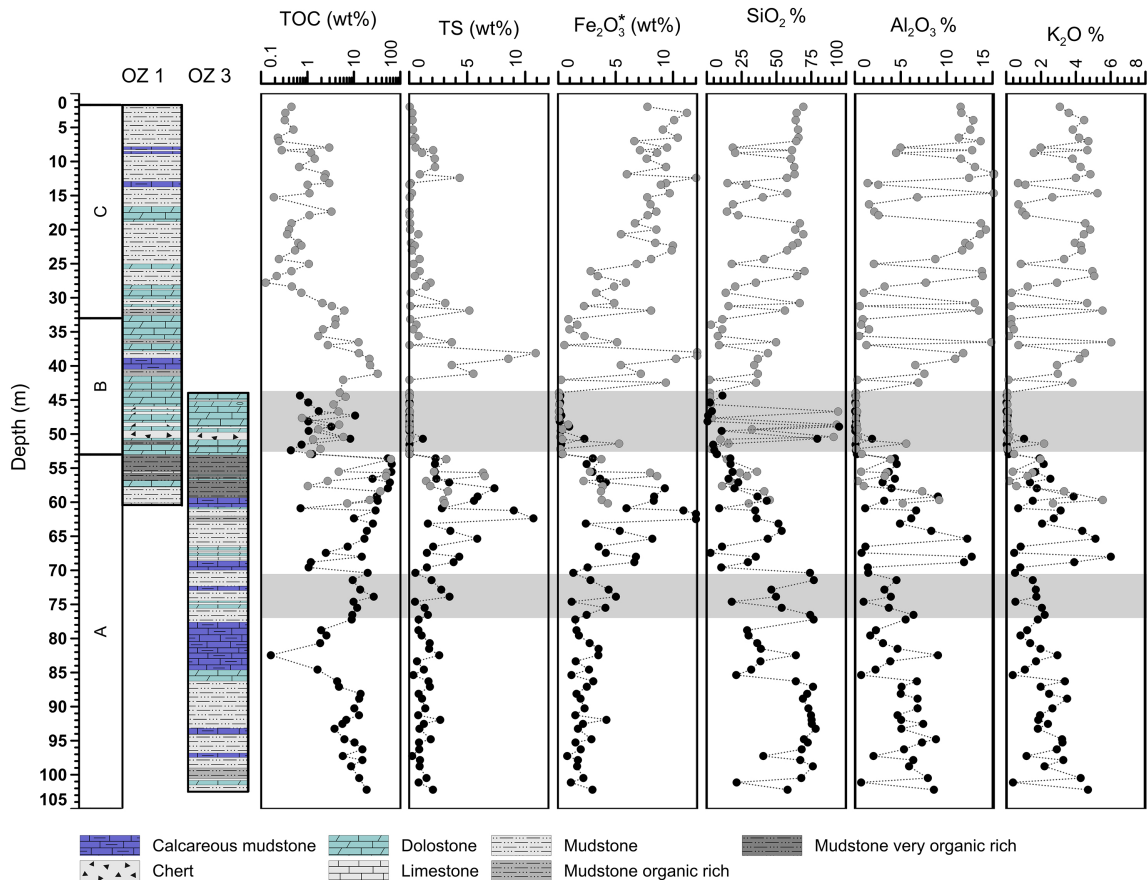 TOC (wt%)
TS (wt%)
Fe₂O₃* (wt%)
SiO₂ %
Al₂O₃ %
K₂O %
OZ 1
OZ 3
0.1 1 10 100
0 5 10
0 5 10
0 25 50 75 100
0 5 10 15
0 2 4 6 8
Depth (m)
0
5
10
15
20
25
30
35
40
45
50
55
60
65
70
75
80
85
90
95
100
105
C
B
A
Calcareous mudstone
Dolostone
Mudstone
Mudstone very organic rich
Chert
Limestone
Mudstone organic rich